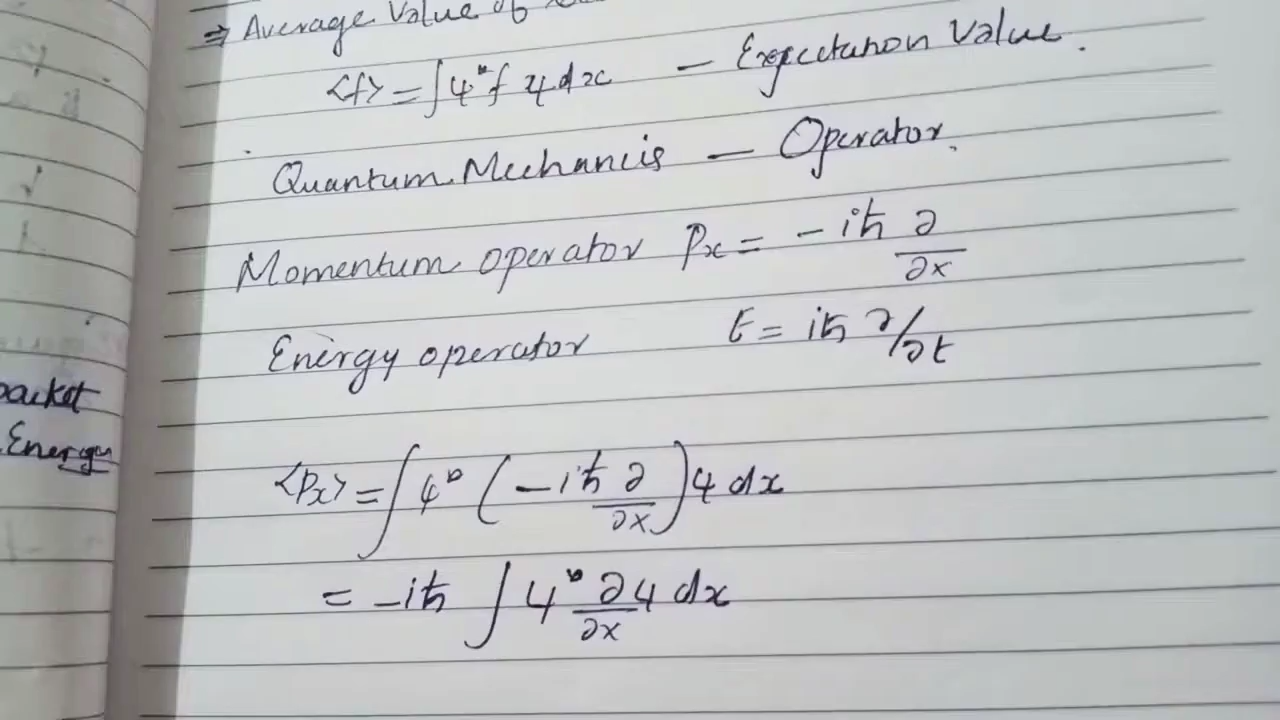 ⇒ Average Value of
<f> = ∫ψ*f ψ dx — Expectation Value.
Quantum Mechanics — Operator.
Momentum operator Px = -iħ ∂/∂x
Energy operator E = iħ ∂/∂t
packet
Energy
<Px> = ∫ψ* (-iħ ∂/∂x) ψ dx
= -iħ ∫ ψ* ∂/∂x ψ dx